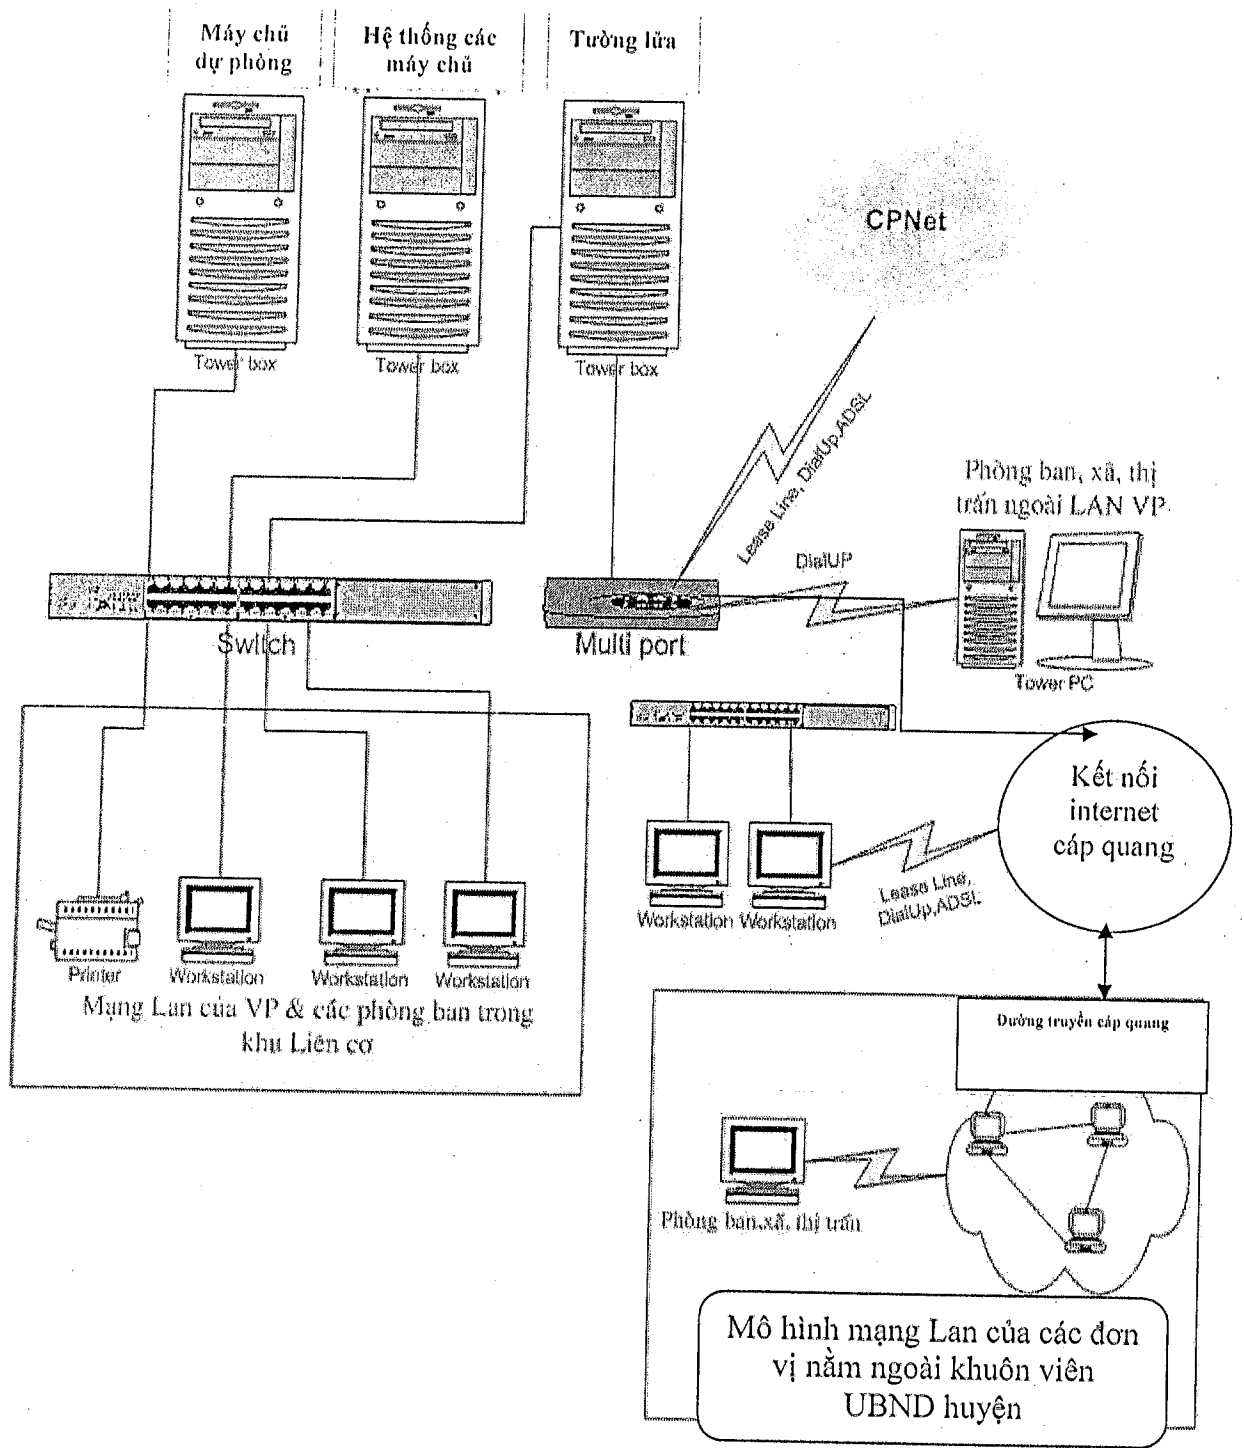 Máy chủ
dự phòng
Hệ thống các
máy chủ
Tường lửa
Tower box
Tower box
Tower box
CPNet
Lease Line, DialUp,ADSL
Phòng ban, xã, thị
trấn ngoài LAN VP
DialUP
Tower PC
Switch
Multi port
Kết nối
internet
cáp quang
Workstation
Workstation
Lease Line,
DialUp,ADSL
Printer
Workstation
Workstation
Workstation
Mạng Lan của VP & các phòng ban trong
khu Liên cơ
Đường truyền cáp quang
Phòng ban,xã, thị trấn
Mô hình mạng Lan của các đơn
vị nằm ngoài khuôn viên
UBND huyện